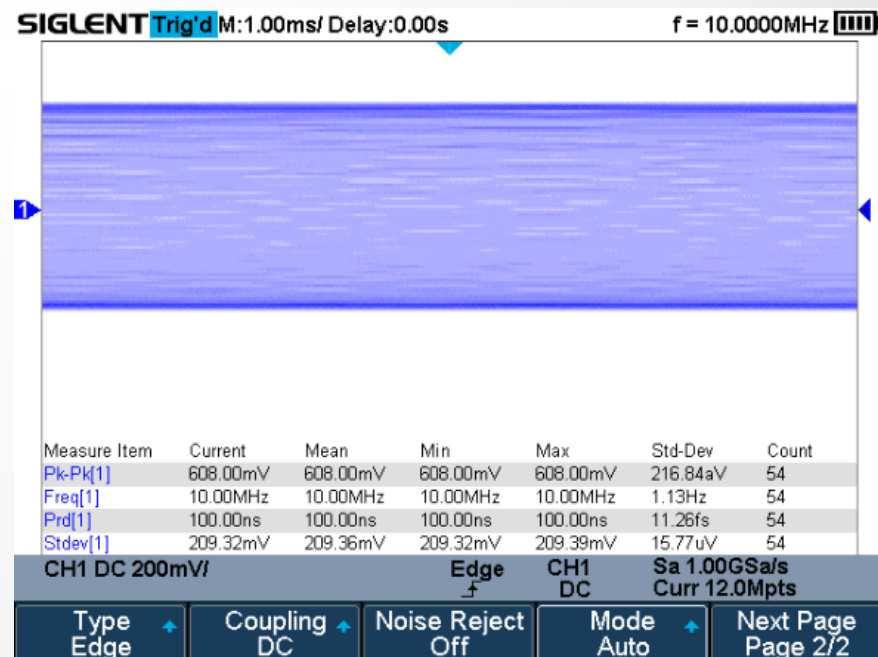 SIGLENT Trig'd M:1.00ms/ Delay:0.00s f = 10.0000MHz
1
Measure Item Current Mean Min Max Std-Dev Count
Pk-Pk[1] 608.00mV 608.00mV 608.00mV 608.00mV 216.84aV 54
Freq[1] 10.00MHz 10.00MHz 10.00MHz 10.00MHz 1.13Hz 54
Prd[1] 100.00ns 100.00ns 100.00ns 100.00ns 11.26fs 54
Stdev[1] 209.32mV 209.36mV 209.32mV 209.39mV 15.77uV 54
CH1 DC 200mV/ Edge CH1 Sa 1.00GSa/s
DC Curr 12.0Mpts
Type Coupling Noise Reject Mode Next Page
Edge DC Off Auto Page 2/2